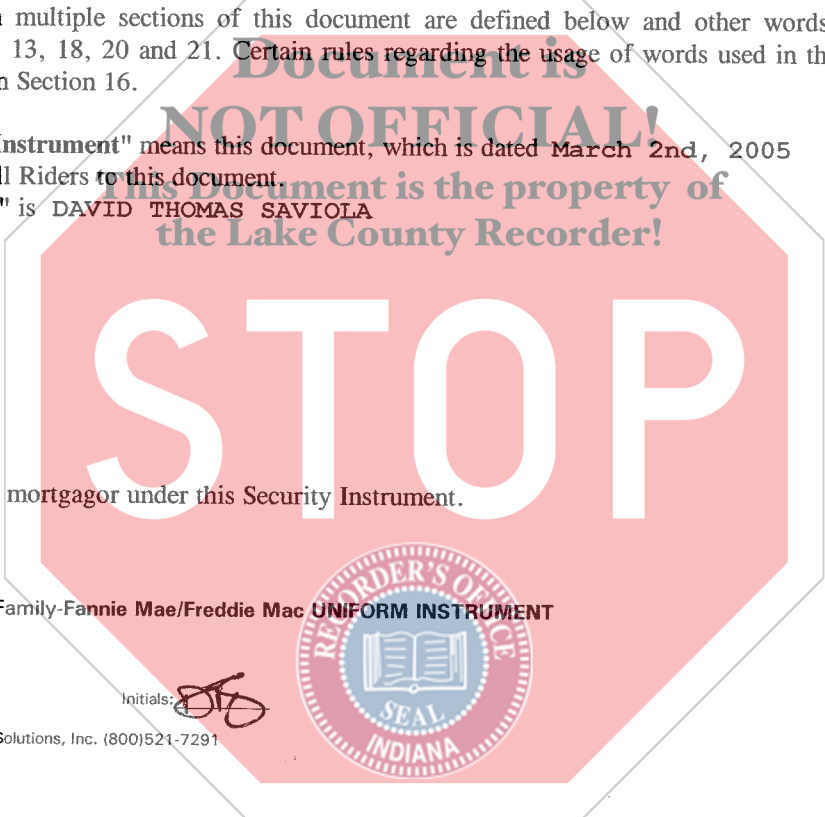 multiple sections of this document are defined below and other words
13, 18, 20 and 21. Certain rules regarding the usage of words used in th
n Section 16.
Document is
NOT OFFICIAL!
Instrument" means this document, which is dated March 2nd, 2005
ll Riders to this document.
This Document is the property of
" is DAVID THOMAS SAVIOLA
the Lake County Recorder!
STOP
mortgagor under this Security Instrument.
Family-Fannie Mae/Freddie Mac UNIFORM INSTRUMENT
RECORDER'S OFFICE
SEAL
INDIANA
Initials:
Solutions, Inc. (800)521-7291